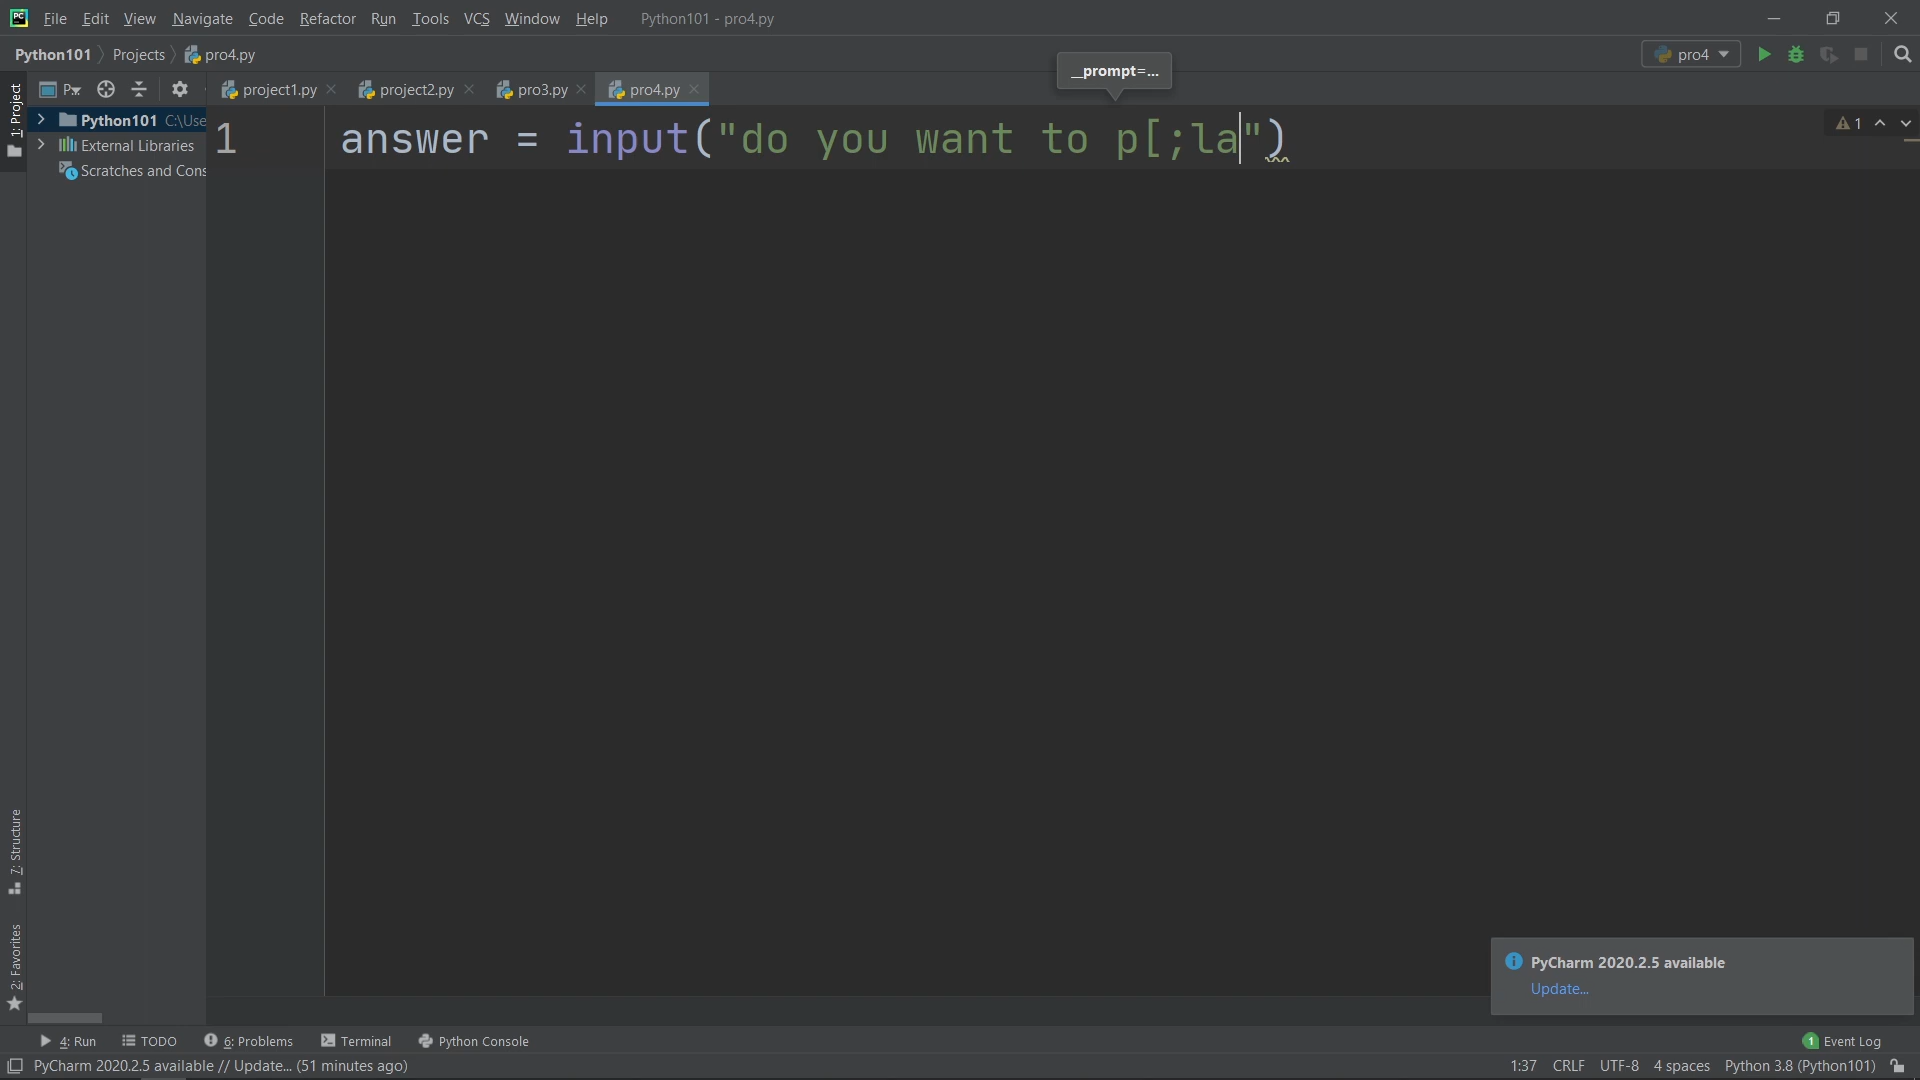 File Edit View Navigate Code Refactor Run Tools VCS Window Help Python101 - pro4.py
Python101 Projects pro4.py pro4
__prompt=...
P... project1.py project2.py pro3.py pro4.py
1: Project
Python101 C:\Use
External Libraries
Scratches and Cons
1 answer = input("do you want to p[;la")
1
7: Structure
2: Favorites
PyCharm 2020.2.5 available
Update...
4: Run TODO 6: Problems Terminal Python Console 1 Event Log
PyCharm 2020.2.5 available // Update... (51 minutes ago) 1:37 CRLF UTF-8 4 spaces Python 3.8 (Python101)